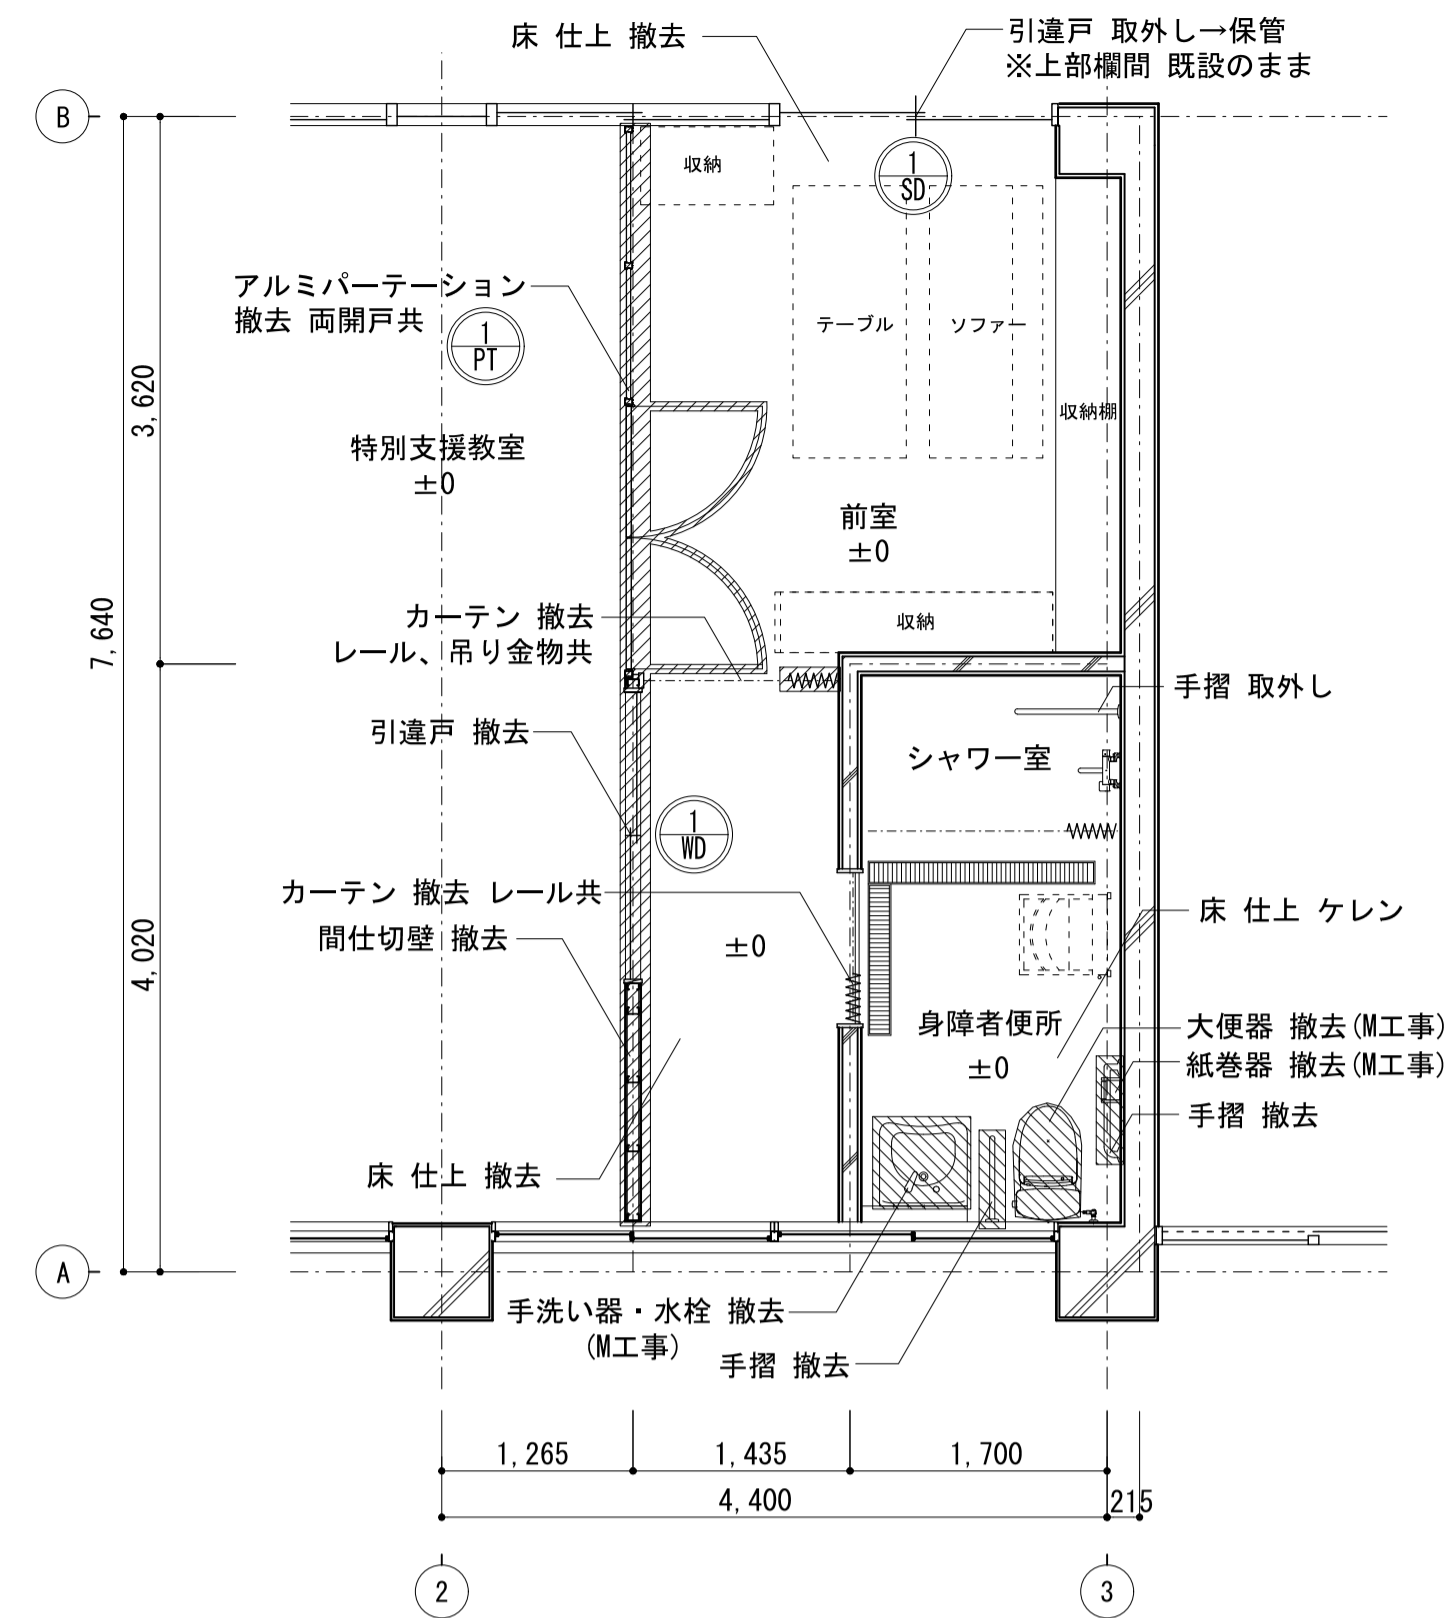 床 仕上 撤去
引違戸 取外し→保管
※上部欄間 既設のまま
B
収納
1
SD
アルミパーテーション
撤去 両開戸共
1
PT
テーブル
ソファー
3,620
収納棚
特別支援教室
±0
前室
±0
7,640
カーテン 撤去
レール、吊り金物共
収納
手摺 取外し
引違戸 撤去
シャワー室
1
WD
カーテン 撤去 レール共
床 仕上 ケレン
間仕切壁 撤去
±0
4,020
身障者便所
±0
大便器 撤去(M工事)
紙巻器 撤去(M工事)
手摺 撤去
床 仕上 撤去
A
手洗い器・水栓 撤去
(M工事)
手摺 撤去
1,265
1,435
1,700
4,400
215
2
3